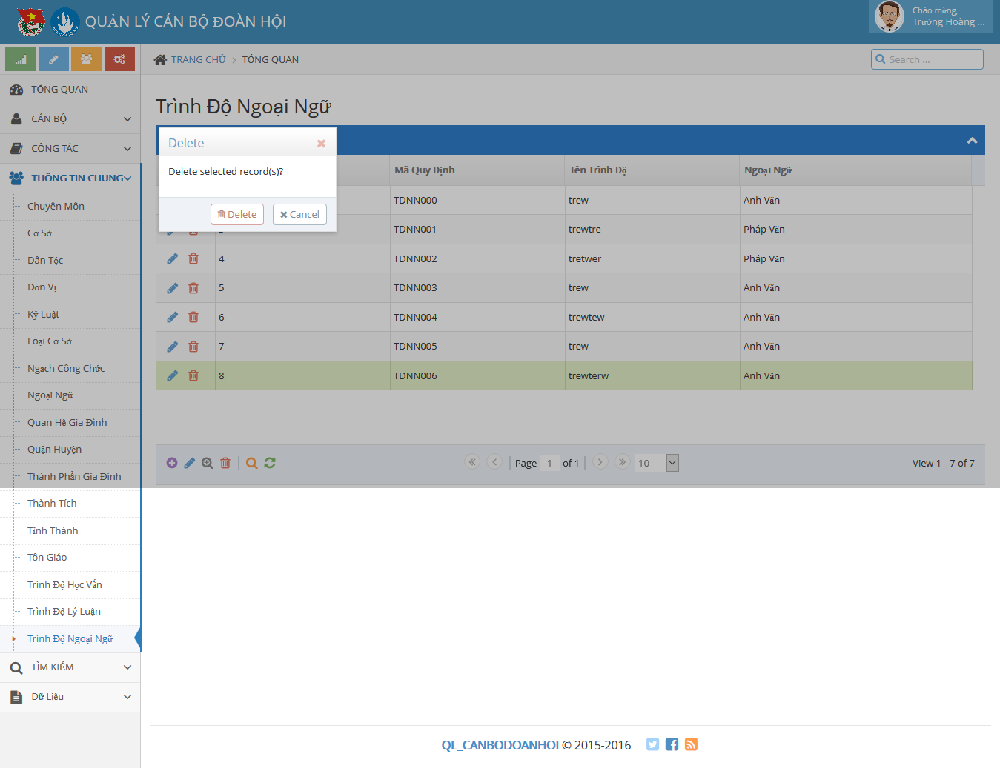 QUẢN LÝ CÁN BỘ ĐOÀN HỘI
Chào mừng,
Trường Hoàng ...
TRANG CHỦ
TỔNG QUAN
Search ...
TỔNG QUAN
CÁN BỘ
CÔNG TÁC
THÔNG TIN CHUNG
Chuyên Môn
Cơ Sở
Dân Tộc
Đơn Vị
Kỷ Luật
Loại Cơ Sở
Ngạch Công Chức
Ngoại Ngữ
Quan Hệ Gia Đình
Quận Huyện
Thành Phần Gia Đình
Thành Tích
Tỉnh Thành
Tôn Giáo
Trình Độ Học Vấn
Trình Độ Lý Luận
Trình Độ Ngoại Ngữ
TÌM KIẾM
Dữ Liệu
Trình Độ Ngoại Ngữ
Delete
Delete selected record(s)?
Delete Cancel
Mã Quy Định Tên Trình Độ Ngoại Ngữ
TDNN000 trew Anh Văn
TDNN001 trewtre Pháp Văn
4 TDNN002 tretwer Pháp Văn
5 TDNN003 trew Anh Văn
6 TDNN004 trewtew Anh Văn
7 TDNN005 trew Anh Văn
8 TDNN006 trewterw Anh Văn
Page 1 of 1 10 View 1 - 7 of 7
QL_CANBODOANHOI © 2015-2016